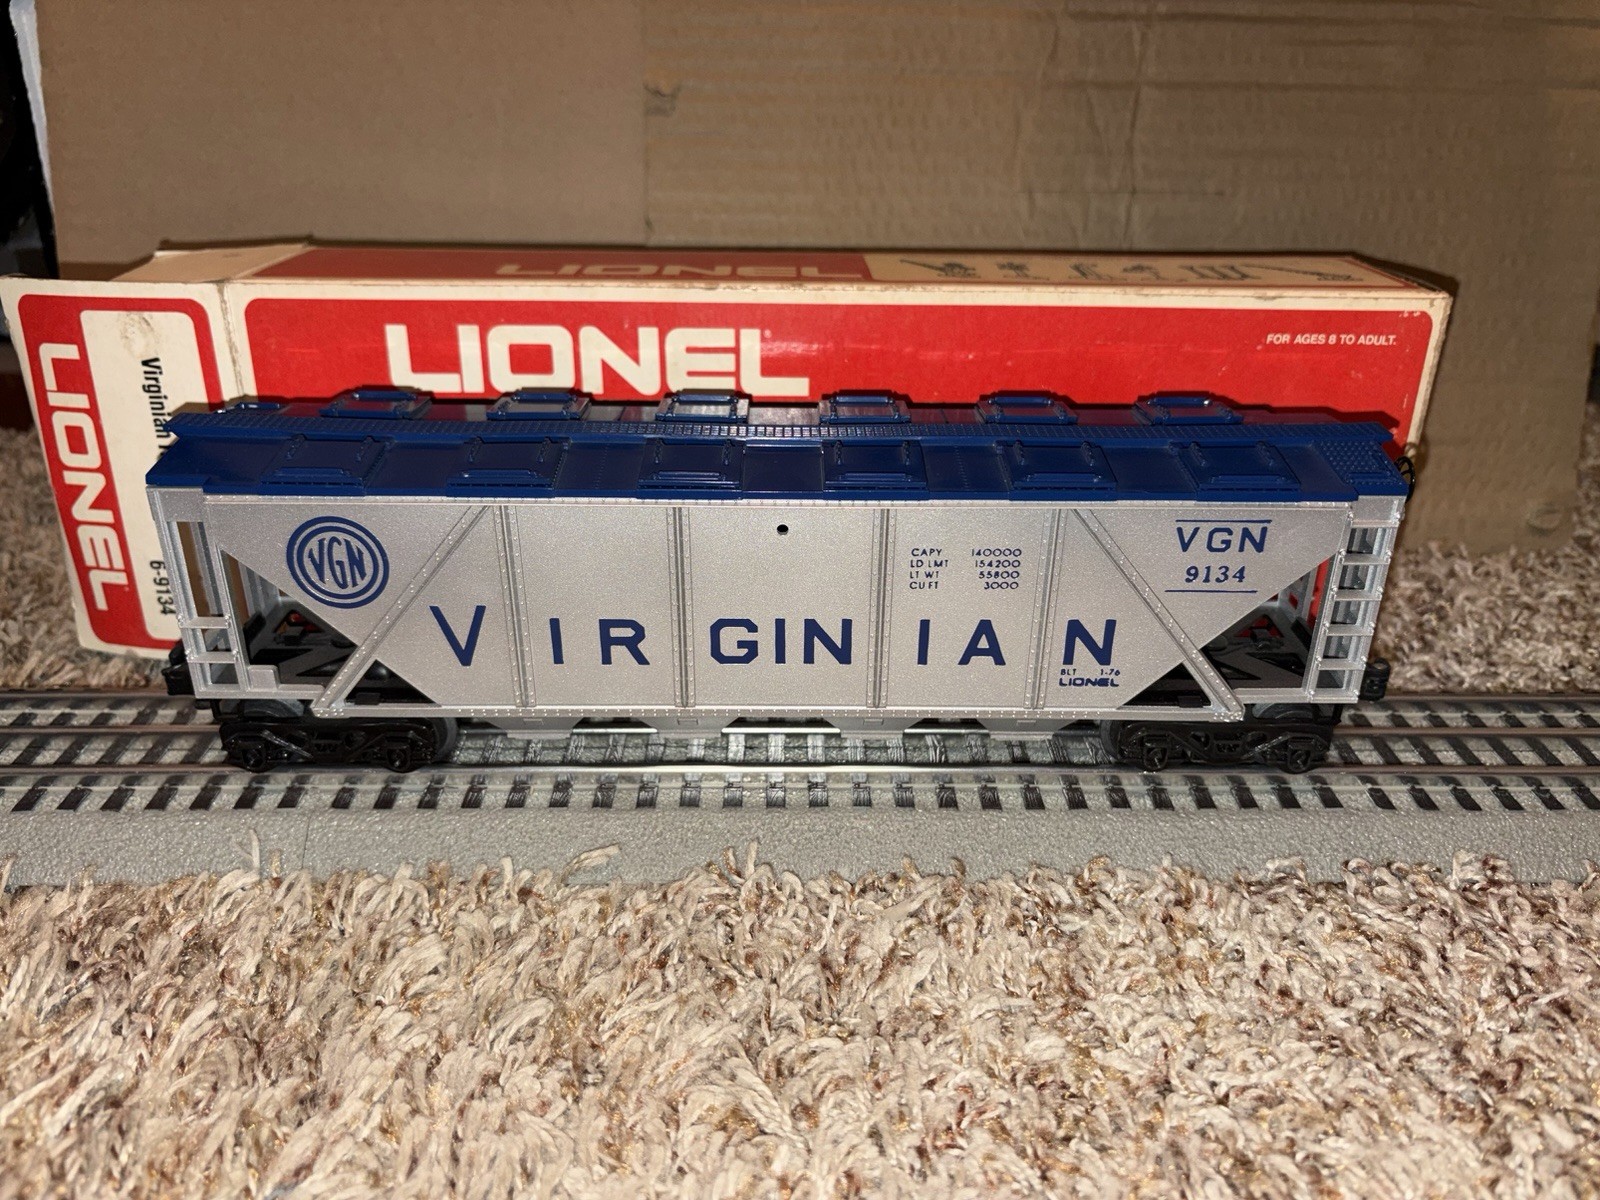 LIONEL
LIONEL
FOR AGES 8 TO ADULT.
LIONEL
Virginian
6-9134
VGN
CAPY 140000
LD LMT 154200
LT WT 55800
CU FT 3000
VGN
9134
VIRGINIAN
BLT 1-76
LIONEL